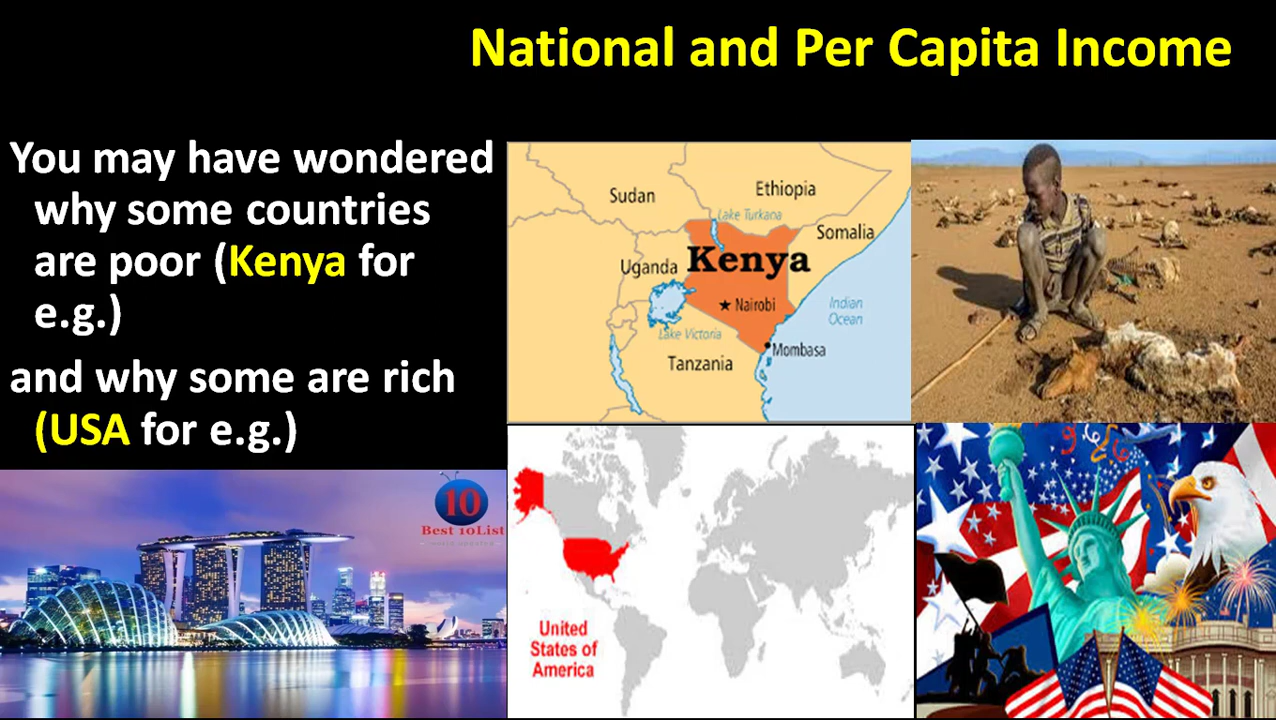 National and Per Capita Income
You may have wondered
why some countries
are poor (Kenya for
e.g.)
and why some are rich
(USA for e.g.)
Sudan
Ethiopia
Lake Turkana
Somalia
Uganda
Kenya
Nairobi
Indian
Ocean
Lake Victoria
Mombasa
Tanzania
10
Best 10List
United
States of
America